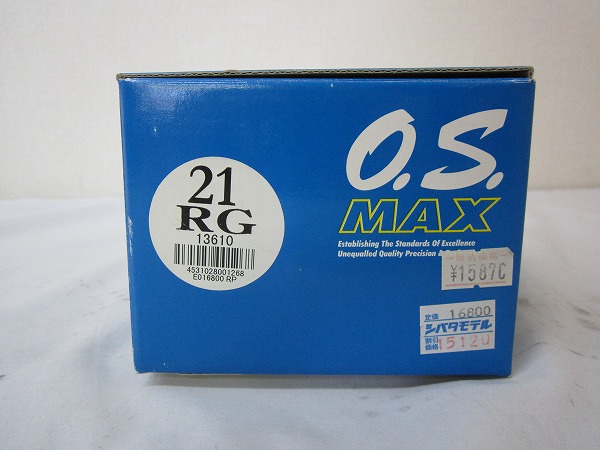 21
RG
13610
4531028001268
E016800 RP
O.S.
MAX
Establishing The Standards Of Excellence
Unequalled Quality Precision &
¥1587C
定価 16800
シバタモデル
割引
価格 15120